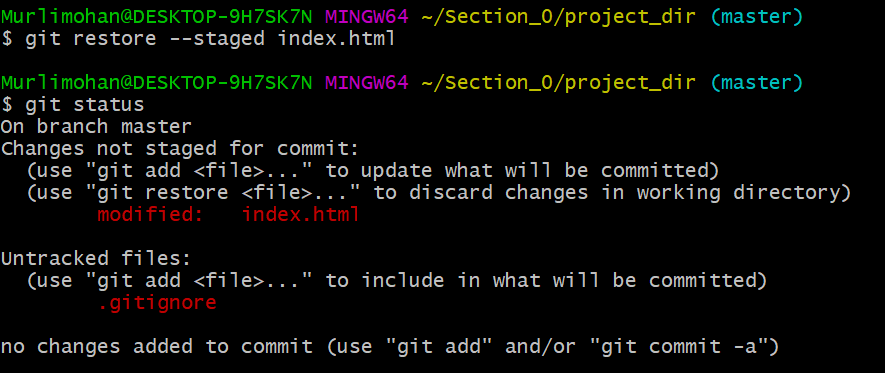 Murlimohan@DESKTOP-9H7SK7N MINGW64 ~/Section_0/project_dir (master)
$ git restore --staged index.html
Murlimohan@DESKTOP-9H7SK7N MINGW64 ~/Section_0/project_dir (master)
$ git status
On branch master
Changes not staged for commit:
  (use "git add <file>..." to update what will be committed)
  (use "git restore <file>..." to discard changes in working directory)
        modified:   index.html
Untracked files:
  (use "git add <file>..." to include in what will be committed)
        .gitignore
no changes added to commit (use "git add" and/or "git commit -a")